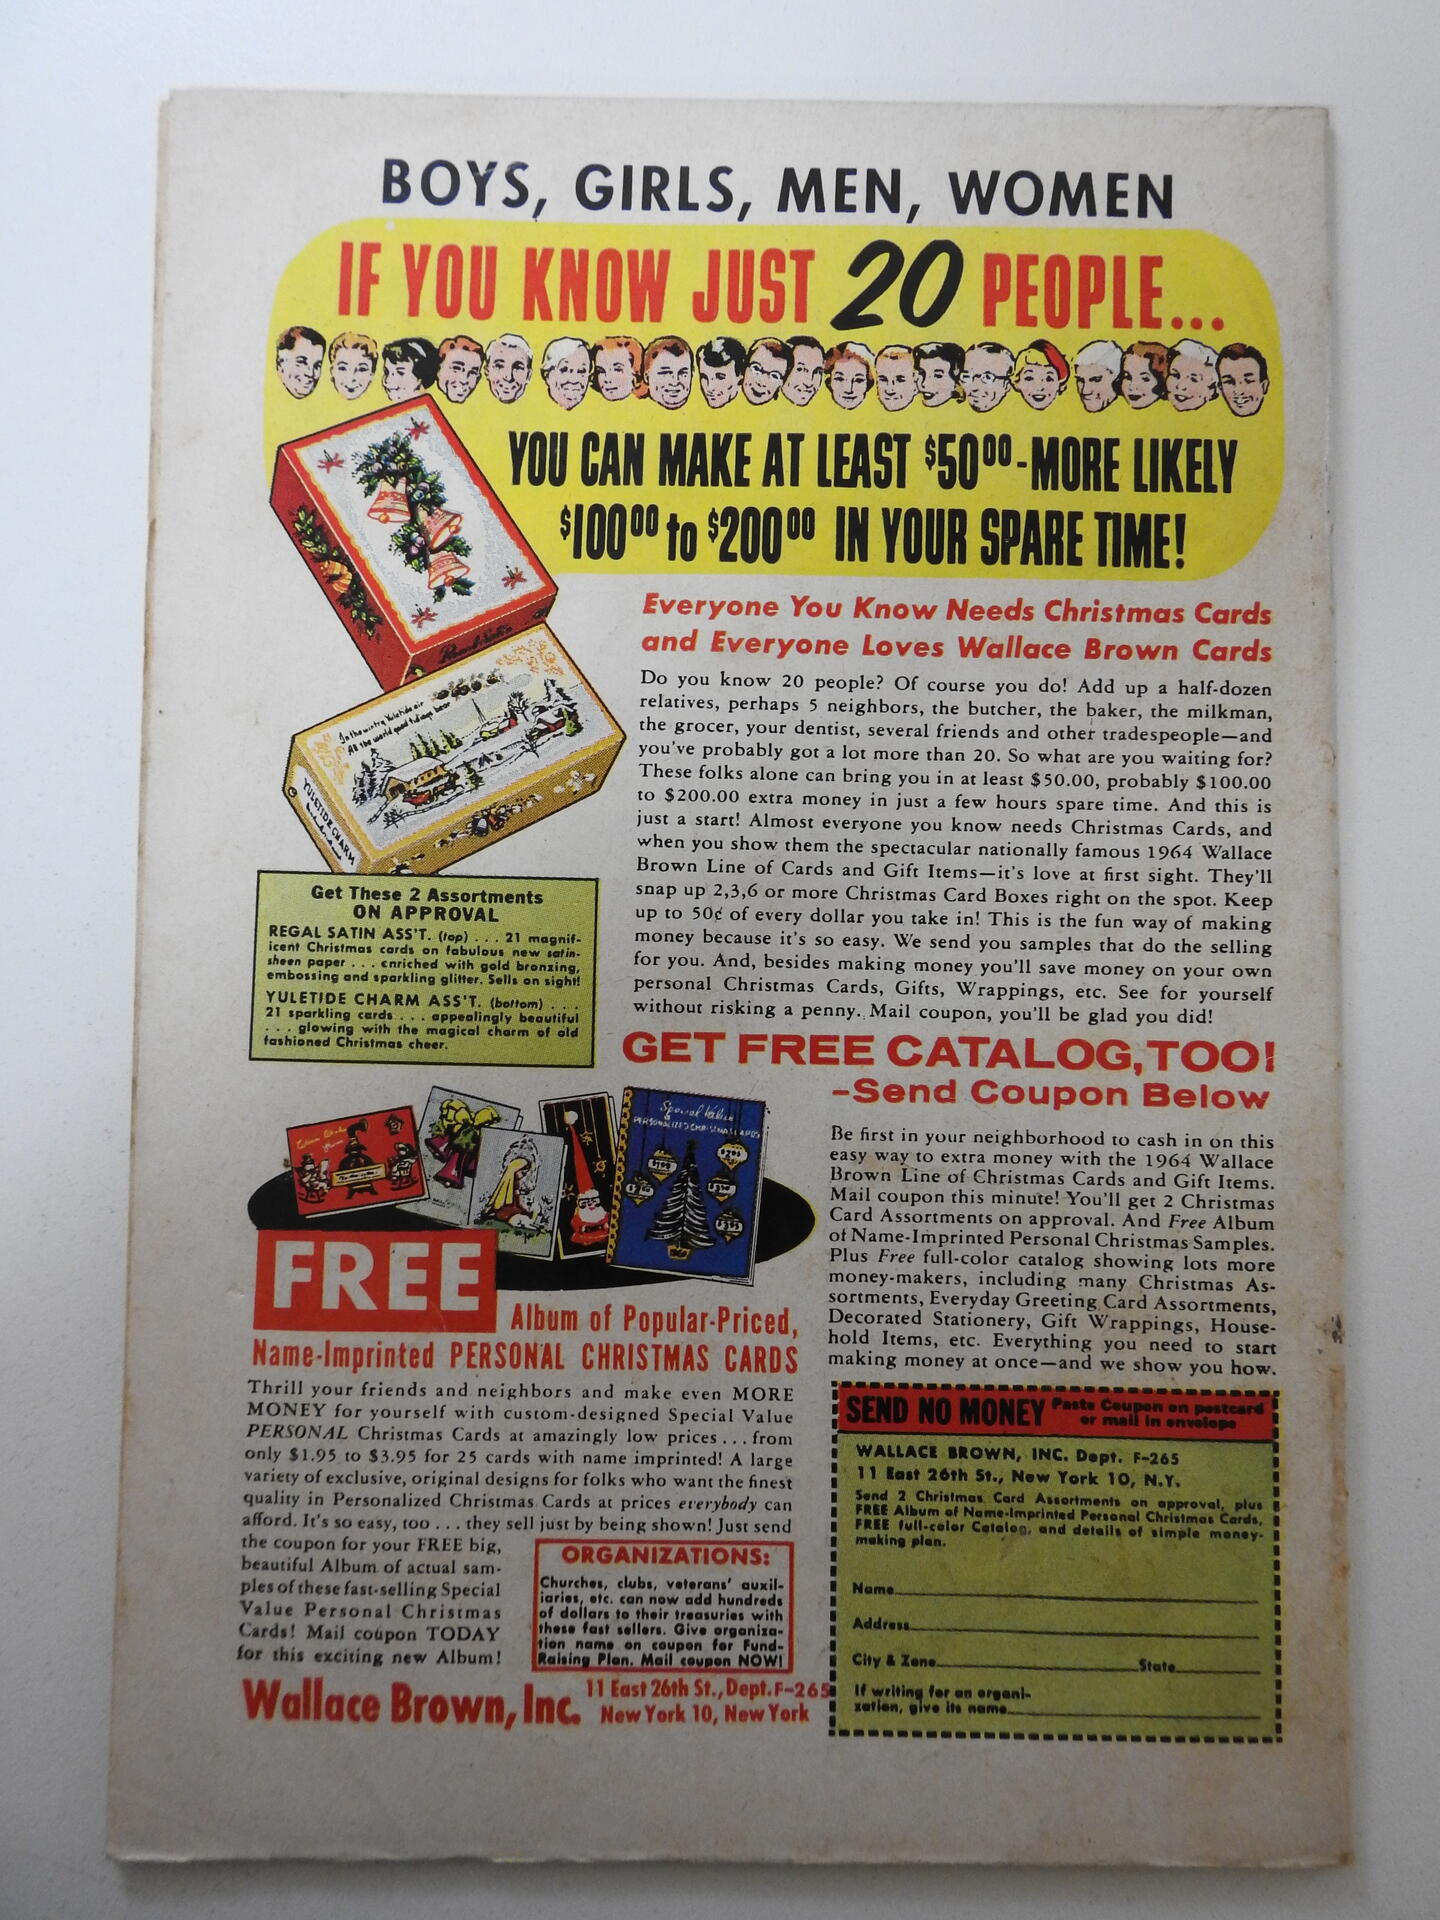 BOYS, GIRLS, MEN, WOMEN
IF YOU KNOW JUST 20 PEOPLE...
YOU CAN MAKE AT LEAST $50.00 - MORE LIKELY
$100.00 to $200.00 IN YOUR SPARE TIME!
In the wintry Yuletide air
All the world good tidings bear
YULETIDE CHARM
Everyone You Know Needs Christmas Cards
and Everyone Loves Wallace Brown Cards
Do you know 20 people? Of course you do! Add up a half-dozen
relatives, perhaps 5 neighbors, the butcher, the baker, the milkman,
the grocer, your dentist, several friends and other tradespeople—and
you've probably got a lot more than 20. So what are you waiting for?
These folks alone can bring you in at least $50.00, probably $100.00
to $200.00 extra money in just a few hours spare time. And this is
just a start! Almost everyone you know needs Christmas Cards, and
when you show them the spectacular nationally famous 1964 Wallace
Brown Line of Cards and Gift Items—it's love at first sight. They'll
snap up 2,3,6 or more Christmas Card Boxes right on the spot. Keep
up to 50¢ of every dollar you take in! This is the fun way of making
money because it's so easy. We send you samples that do the selling
for you. And, besides making money you'll save money on your own
personal Christmas Cards, Gifts, Wrappings, etc. See for yourself
without risking a penny. Mail coupon, you'll be glad you did!
Get These 2 Assortments
ON APPROVAL
REGAL SATIN ASS'T. (top) . . . 21 magnif-
icent Christmas cards on fabulous new satin-
sheen paper . . . enriched with gold bronzing,
embossing and sparkling glitter. Sells on sight!
YULETIDE CHARM ASS'T. (bottom) . . .
21 sparkling cards . . . appealingly beautiful
. . . glowing with the magical charm of old
fashioned Christmas cheer.
GET FREE CATALOG, TOO!
-Send Coupon Below
Special Value
PERSONALIZED CHRISTMAS CARDS
FREE
Album of Popular-Priced,
Name-Imprinted PERSONAL CHRISTMAS CARDS
Thrill your friends and neighbors and make even MORE
MONEY for yourself with custom-designed Special Value
PERSONAL Christmas Cards at amazingly low prices . . . from
only $1.95 to $3.95 for 25 cards with name imprinted! A large
variety of exclusive, original designs for folks who want the finest
quality in Personalized Christmas Cards at prices everybody can
afford. It's so easy, too . . . they sell just by being shown! Just send
the coupon for your FREE big,
beautiful Album of actual sam-
ples of these fast-selling Special
Value Personal Christmas
Cards! Mail coupon TODAY
for this exciting new Album!
ORGANIZATIONS:
Churches, clubs, veterans' auxil-
iaries, etc. can now add hundreds
of dollars to their treasuries with
these fast sellers. Give organiza-
tion name on coupon for Fund-
Raising Plan. Mail coupon NOW!
Wallace Brown, Inc. 11 East 26th St., Dept. F-265
New York 10, New York
Be first in your neighborhood to cash in on this
easy way to extra money with the 1964 Wallace
Brown Line of Christmas Cards and Gift Items.
Mail coupon this minute! You'll get 2 Christmas
Card Assortments on approval. And Free Album
of Name-Imprinted Personal Christmas Samples.
Plus Free full-color catalog showing lots more
money-makers, including many Christmas As-
sortments, Everyday Greeting Card Assortments,
Decorated Stationery, Gift Wrappings, House-
hold Items, etc. Everything you need to start
making money at once—and we show you how.
SEND NO MONEY Paste Coupon on postcard
or mail in envelope
WALLACE BROWN, INC. Dept. F-265
11 East 26th St., New York 10, N.Y.
Send 2 Christmas Card Assortments on approval, plus
FREE Album of Name-Imprinted Personal Christmas Cards,
FREE full-color Catalog, and details of simple money-
making plan.
Name
Address
City & Zone State
If writing for an organi-
zation, give its name